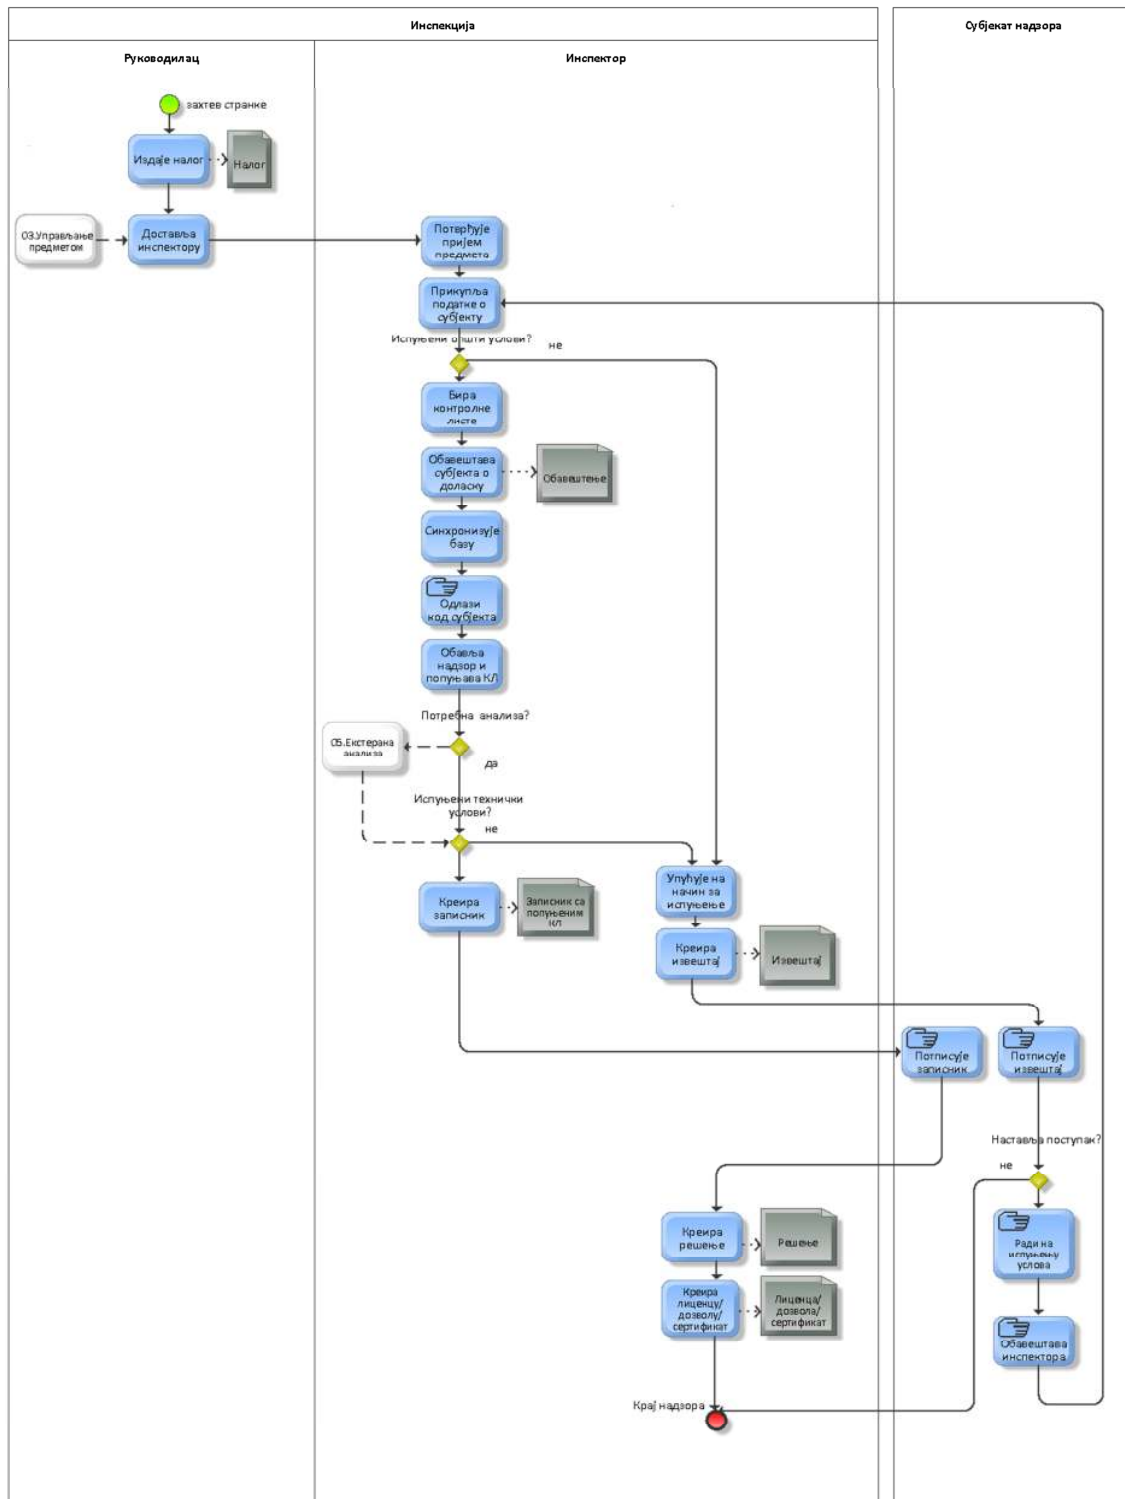 Инспекција
Субјекат надзора
Руководилац
Инспектор
захтев странке
Издаје налог
Налог
03.Управљање
предметом
Доставља
инспектору
Потврђује
пријем
предмета
Прикупља
податке о
субјекту
Испуњени општи услови?
не
Бира
контролне
листе
Обавештава
субјекта о
доласку
Обавештење
Синхронизује
базу
Одлази
код субјекта
Обавља
надзор и
попуњава КЛ
Потребна анализа?
05.Екстерана
анализа
да
Испуњени технички
услови?
не
Креира
записник
Записник са
попуњеним
КЛ
Упућује на
начин за
испуњење
Креира
извештај
Извештај
Потписује
записник
Потписује
извештај
Наставља поступак?
не
Креира
решење
Решење
Ради на
испуњењу
услова
Креира
лиценцу/
дозволу/
сертификат
Лиценца/
дозвола/
сертификат
Обавештава
инспектора
Крај надзора